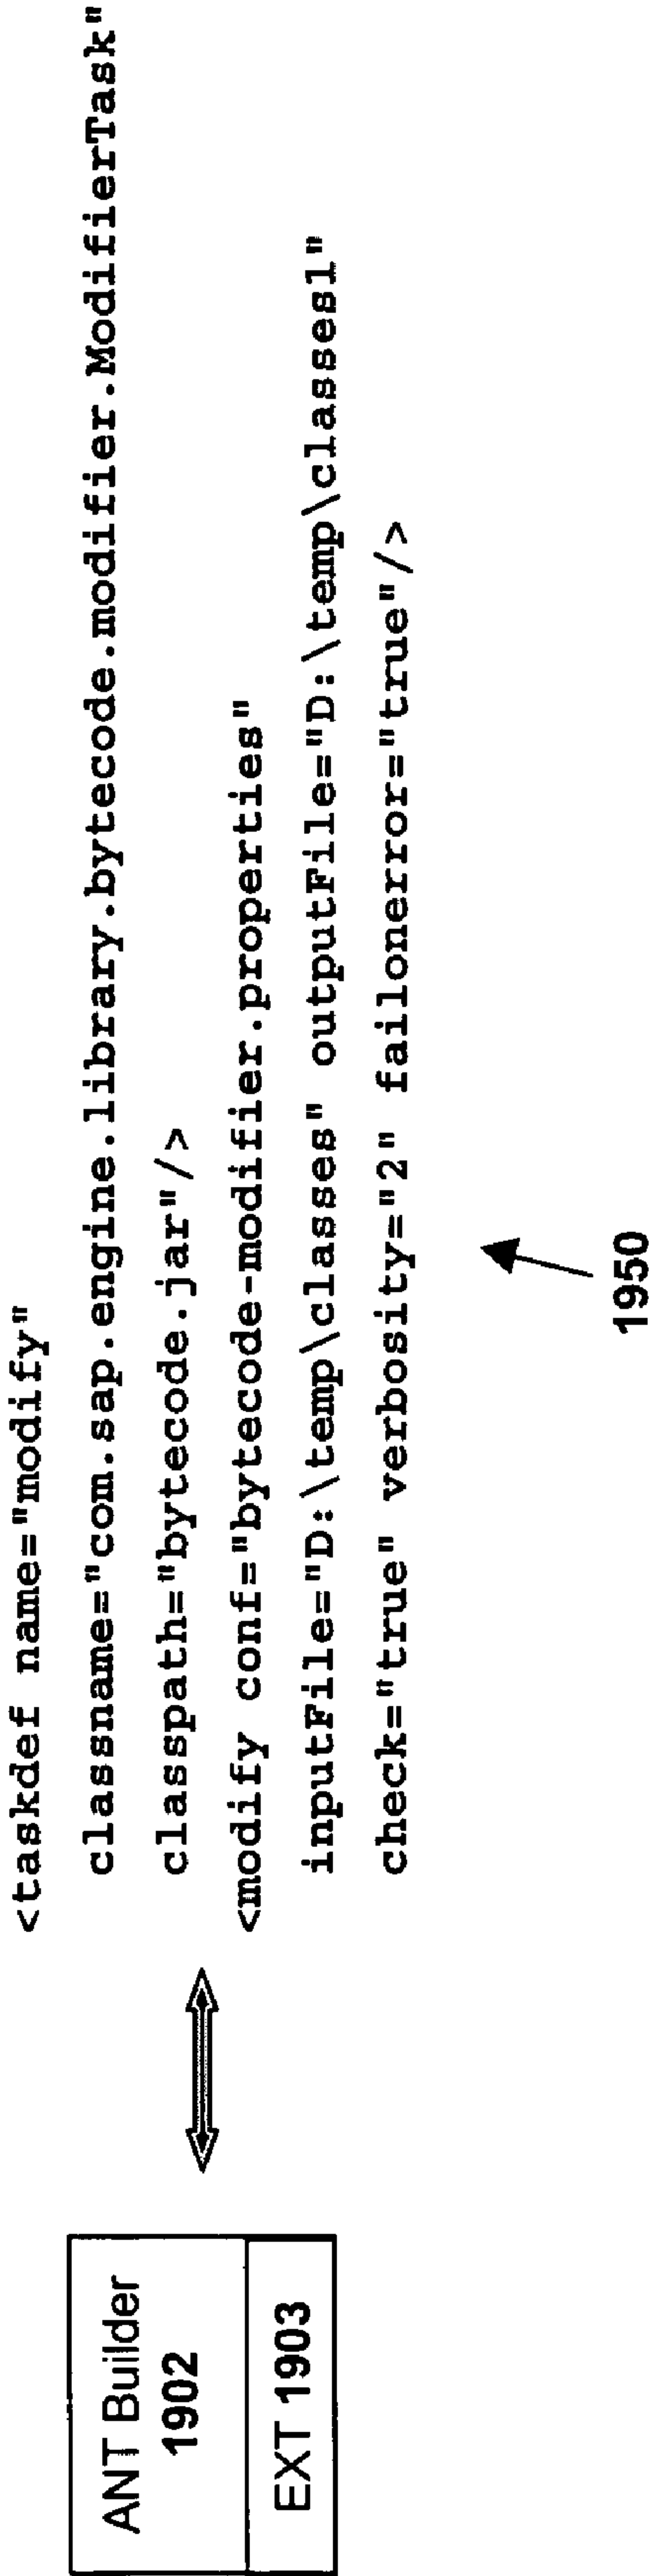 ANT Builder
1902
EXT 1903
<taskdef name="modify"
classname="com.sap.engine.library.bytecode.modifier.ModifierTask"
classpath="bytecode.jar"/>
<modify conf="bytecode-modifier.properties"
inputFile="D:\temp\classes" outputFile="D:\temp\classes1"
check="true" verbosity="2" failonerror="true"/>
1950